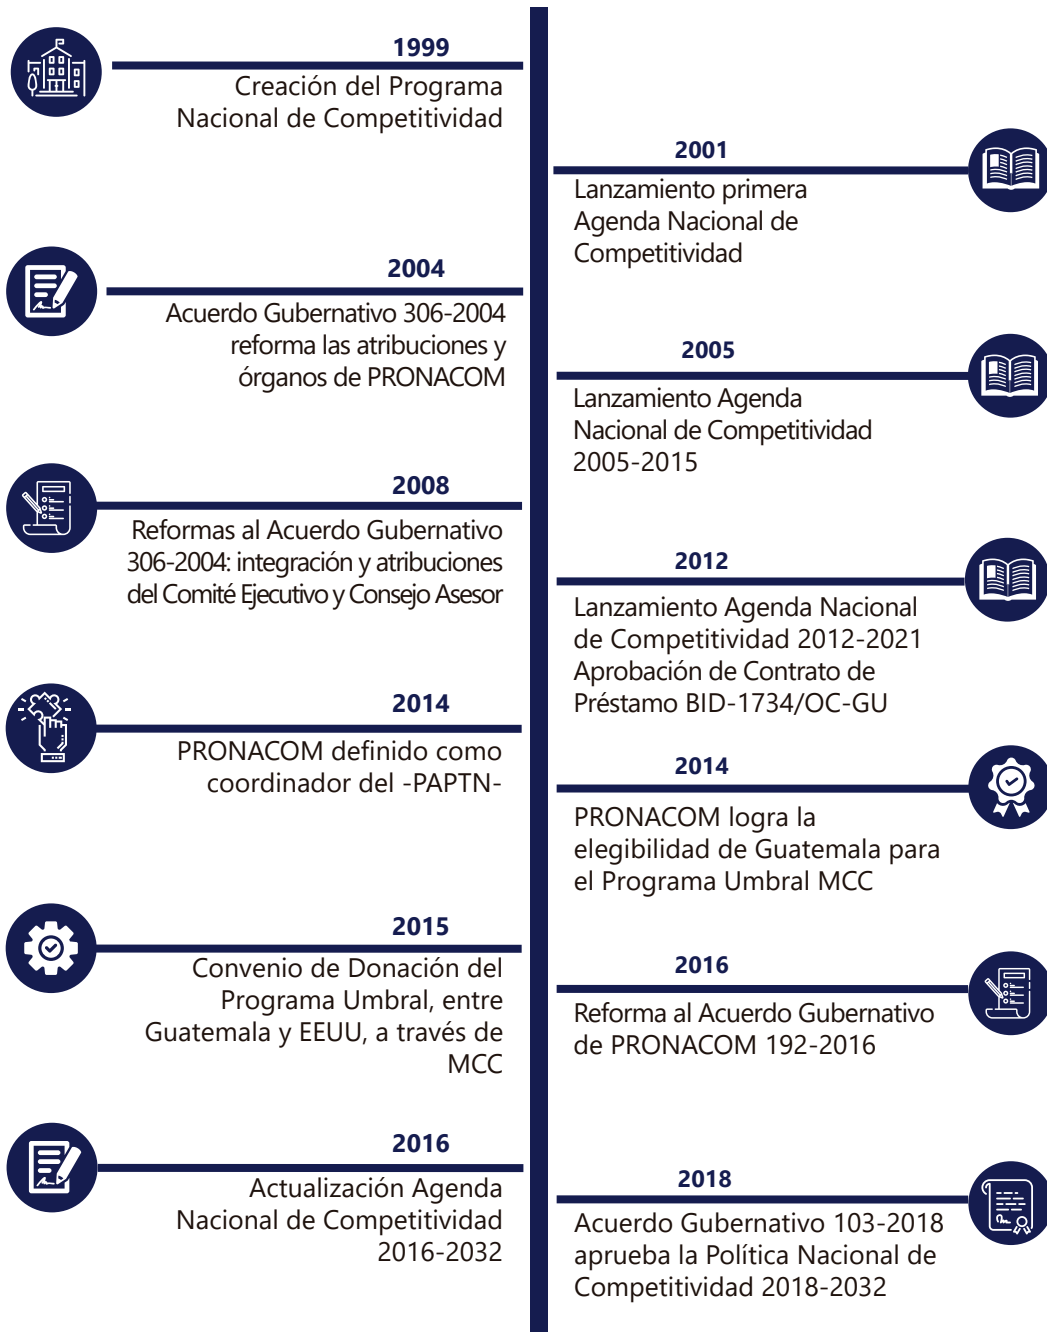 1999
Creación del Programa
Nacional de Competitividad
2001
Lanzamiento primera
Agenda Nacional de
Competitividad
2004
Acuerdo Gubernativo 306-2004
reforma las atribuciones y
órganos de PRONACOM
2005
Lanzamiento Agenda
Nacional de Competitividad
2005-2015
2008
Reformas al Acuerdo Gubernativo
306-2004: integración y atribuciones
del Comité Ejecutivo y Consejo Asesor
2012
Lanzamiento Agenda Nacional
de Competitividad 2012-2021
Aprobación de Contrato de
Préstamo BID-1734/OC-GU
2014
PRONACOM definido como
coordinador del -PAPTN-
2014
PRONACOM logra la
elegibilidad de Guatemala para
el Programa Umbral MCC
2015
Convenio de Donación del
Programa Umbral, entre
Guatemala y EEUU, a través de
MCC
2016
Reforma al Acuerdo Gubernativo
de PRONACOM 192-2016
2016
Actualización Agenda
Nacional de Competitividad
2016-2032
2018
Acuerdo Gubernativo 103-2018
aprueba la Política Nacional de
Competitividad 2018-2032